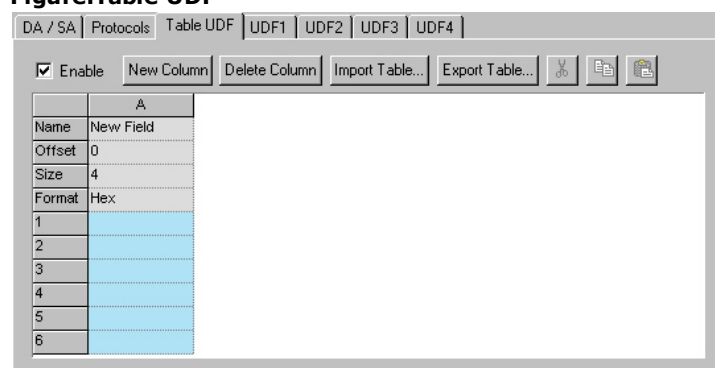 Figure:Table UDF
DA / SA Protocols Table UDF UDF1 UDF2 UDF3 UDF4
Enable New Column Delete Column Import Table... Export Table...
A
Name New Field
Offset 0
Size 4
Format Hex
1
2
3
4
5
6